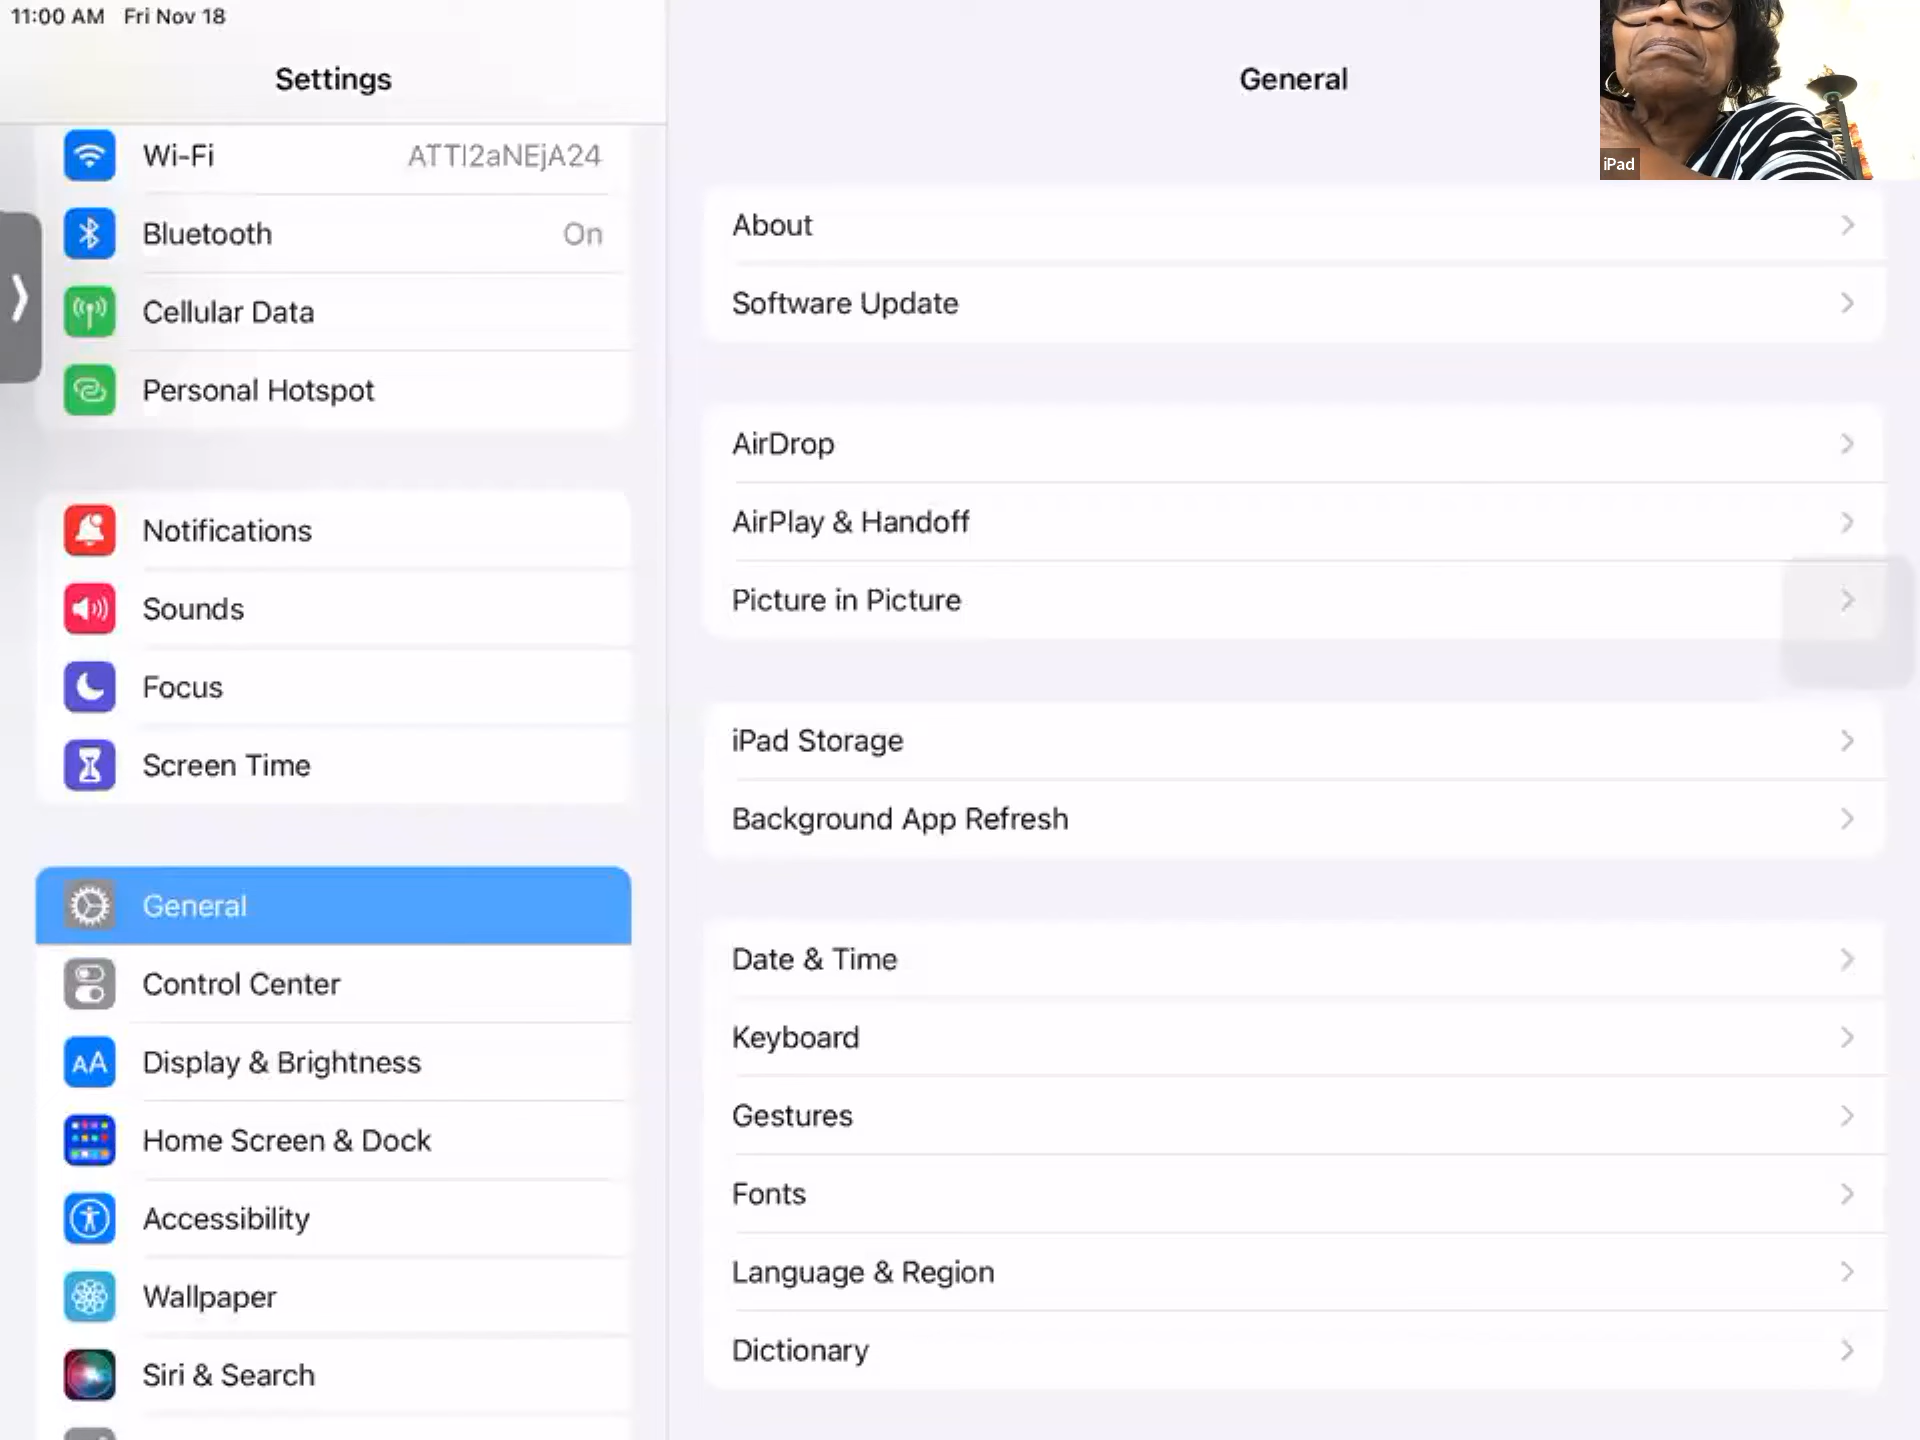 11:00 AM Fri Nov 18
Settings
Wi-Fi ATTI2aNEjA24
Bluetooth On
Cellular Data
Personal Hotspot
Notifications
Sounds
Focus
Screen Time
General
Control Center
AA Display & Brightness
Home Screen & Dock
Accessibility
Wallpaper
Siri & Search
General
iPad
About
Software Update
AirDrop
AirPlay & Handoff
Picture in Picture
iPad Storage
Background App Refresh
Date & Time
Keyboard
Gestures
Fonts
Language & Region
Dictionary